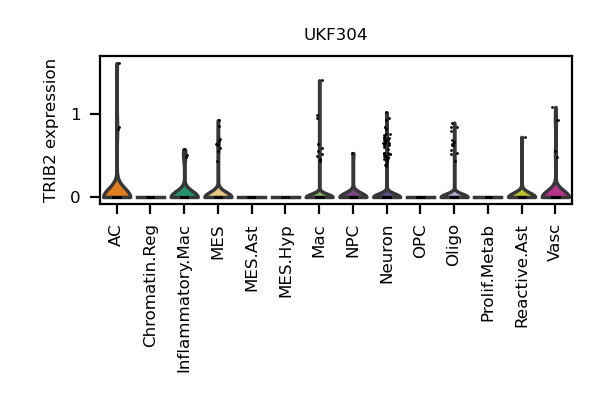 UKF304
TRIB2 expression
1
0
AC
Chromatin.Reg
Inflammatory.Mac
MES
MES.Ast
MES.Hyp
Mac
NPC
Neuron
OPC
Oligo
Prolif.Metab
Reactive.Ast
Vasc